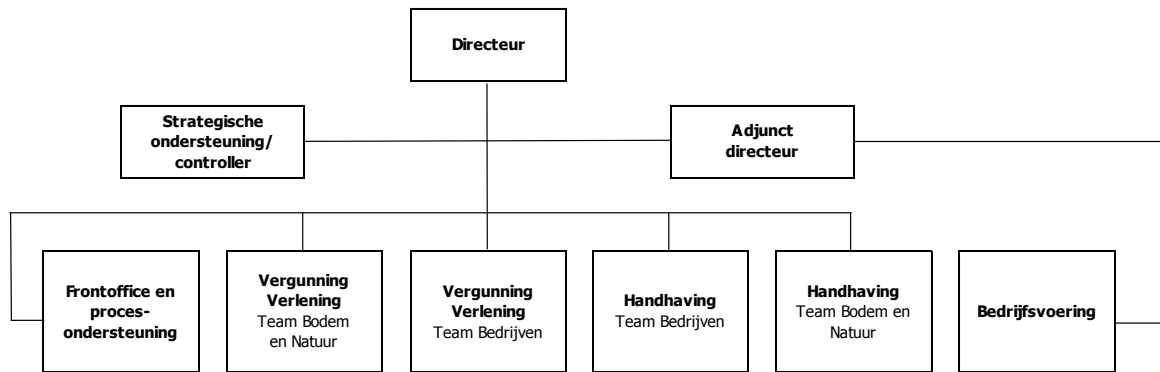 Directeur
Strategische
ondersteuning/
controller
Adjunct
directeur
Frontoffice en
proces-
ondersteuning
Vergunning
Verlening
Team Bodem
en Natuur
Vergunning
Verlening
Team Bedrijven
Handhaving
Team Bedrijven
Handhaving
Team Bodem en
Natuur
Bedrijfsvoering